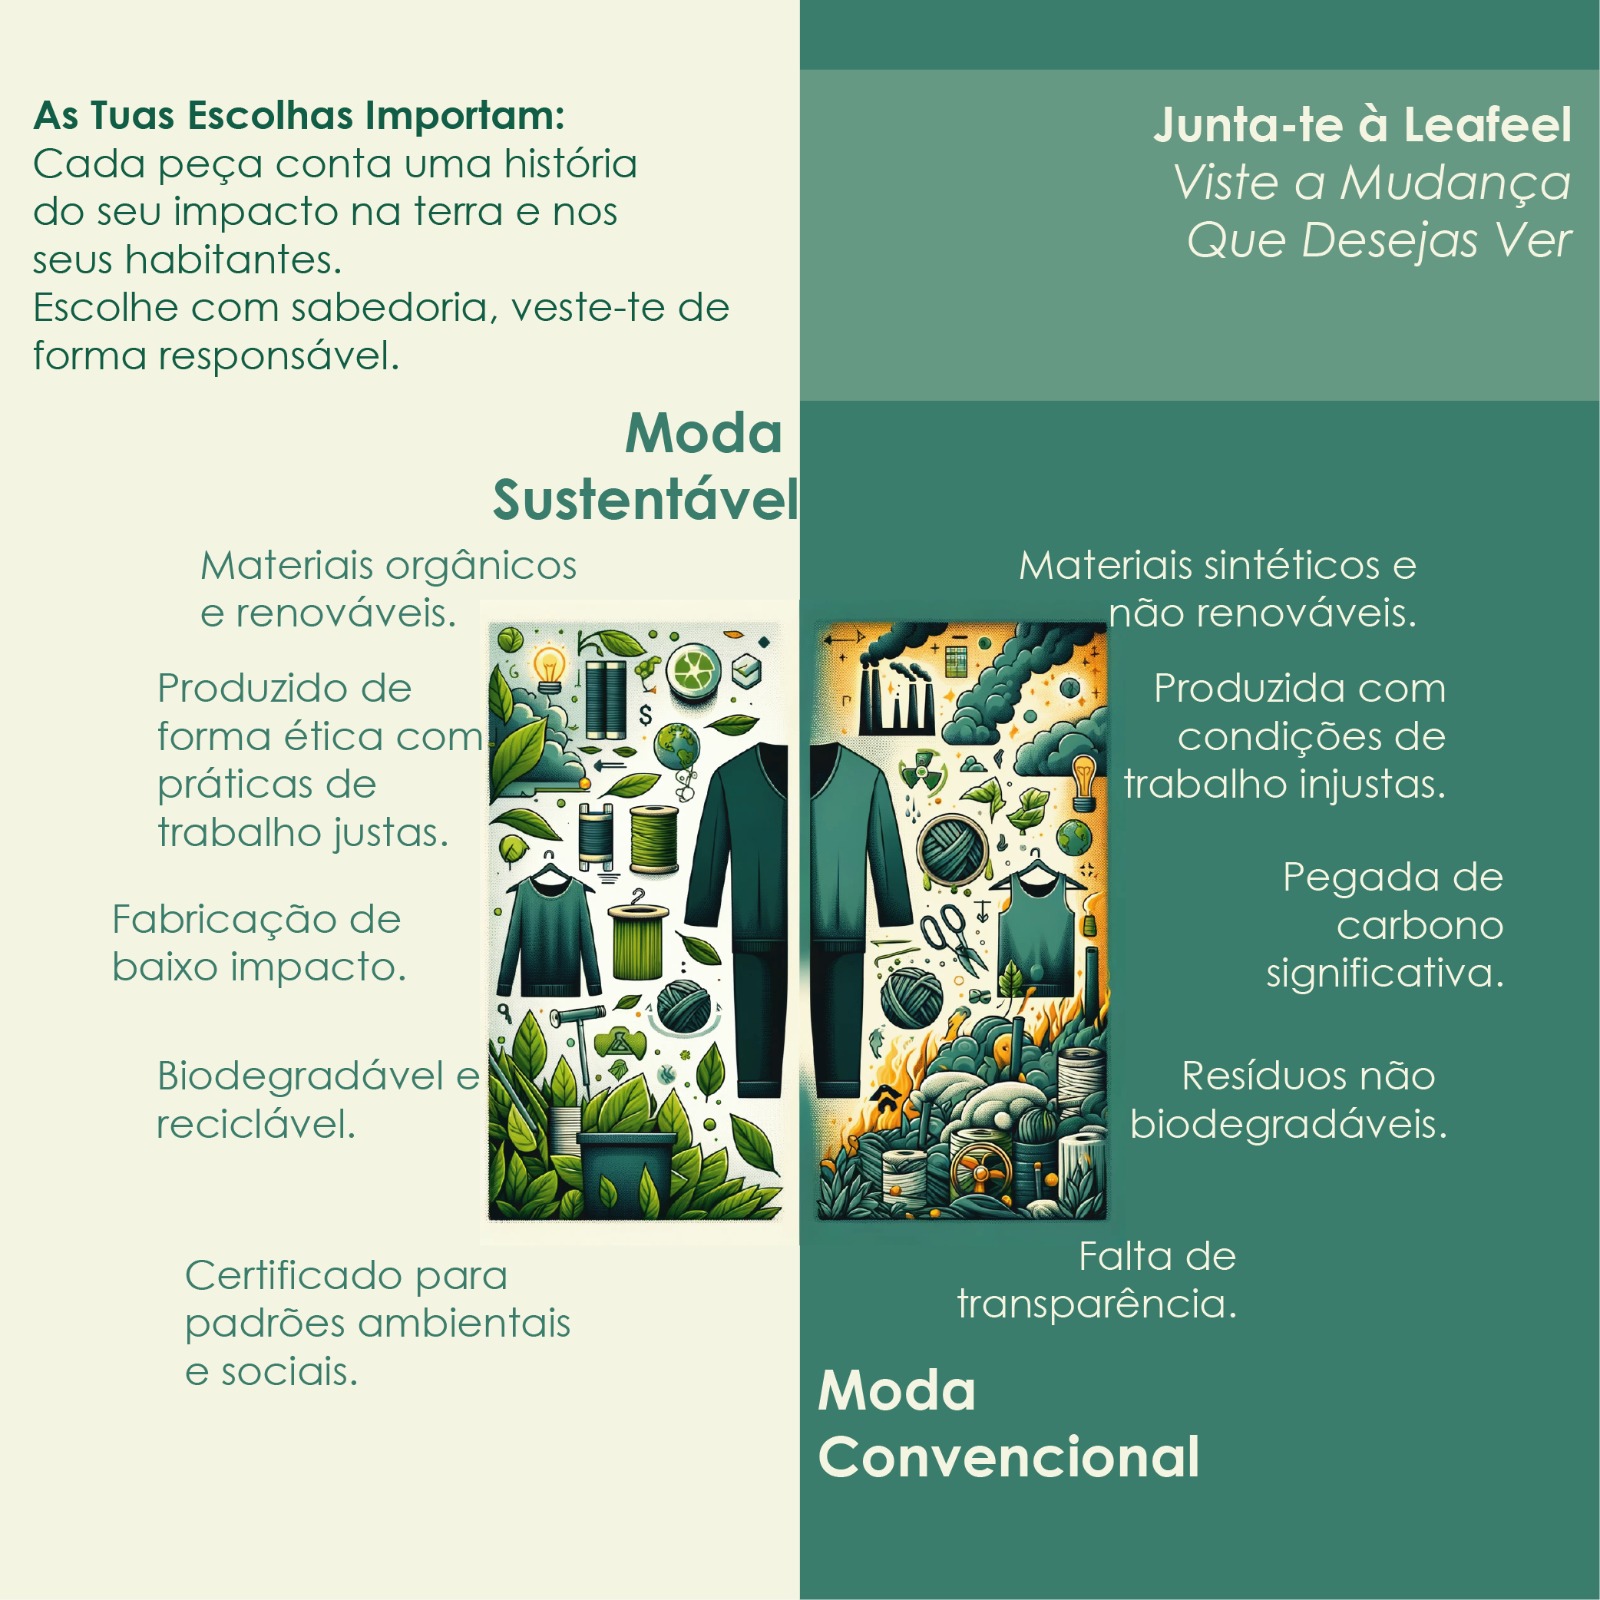 As Tuas Escolhas Importam:
Cada peça conta uma história
do seu impacto na terra e nos
seus habitantes.
Escolhe com sabedoria, veste-te de
forma responsável.
Junta-te à Leafeel
Viste a Mudança
Que Desejas Ver
Moda
Sustentável
Materiais orgânicos
e renováveis.
Produzido de
forma ética com
práticas de
trabalho justas.
Fabricação de
baixo impacto.
Biodegradável e
reciclável.
Certificado para
padrões ambientais
e sociais.
$
Materiais sintéticos e
não renováveis.
Produzida com
condições de
trabalho injustas.
Pegada de
carbono
significativa.
Resíduos não
biodegradáveis.
Falta de
transparência.
Moda
Convencional